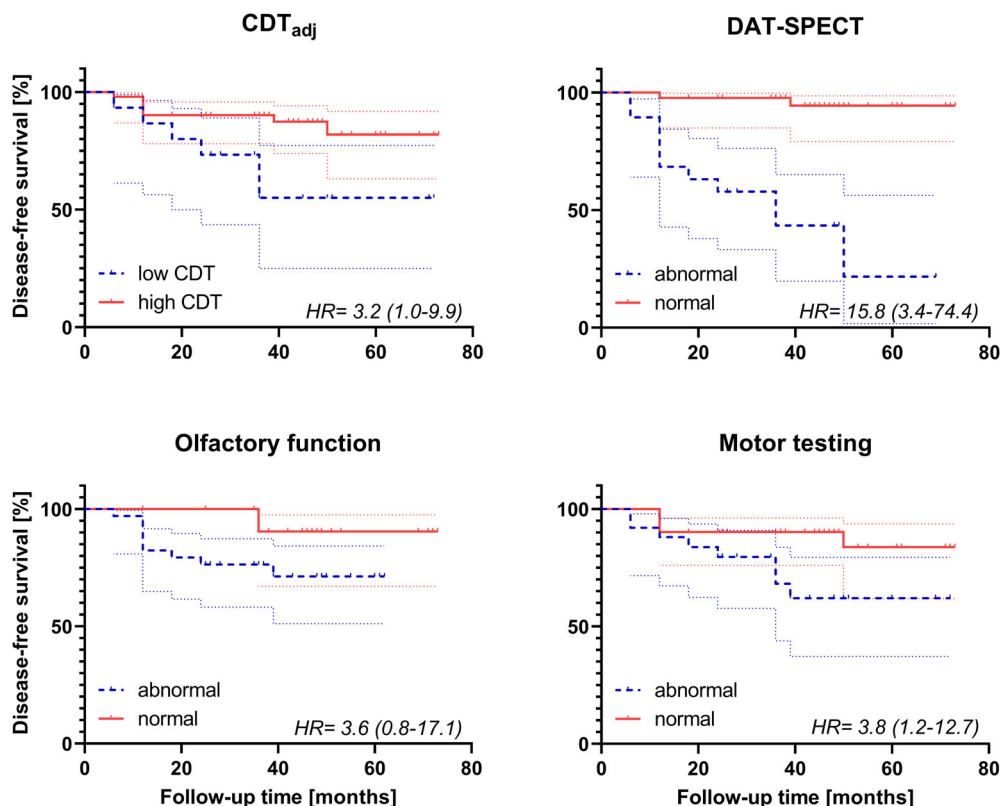 CDTadj
DAT-SPECT
Disease-free survival [%]
100
50
0
low CDT
high CDT
HR= 3.2 (1.0-9.9)
0 20 40 60 80
100
50
0
abnormal
normal
HR= 15.8 (3.4-74.4)
0 20 40 60 80
Olfactory function
Motor testing
Disease-free survival [%]
100
50
0
abnormal
normal
HR= 3.6 (0.8-17.1)
0 20 40 60 80
Follow-up time [months]
100
50
0
abnormal
normal
HR= 3.8 (1.2-12.7)
0 20 40 60 80
Follow-up time [months]